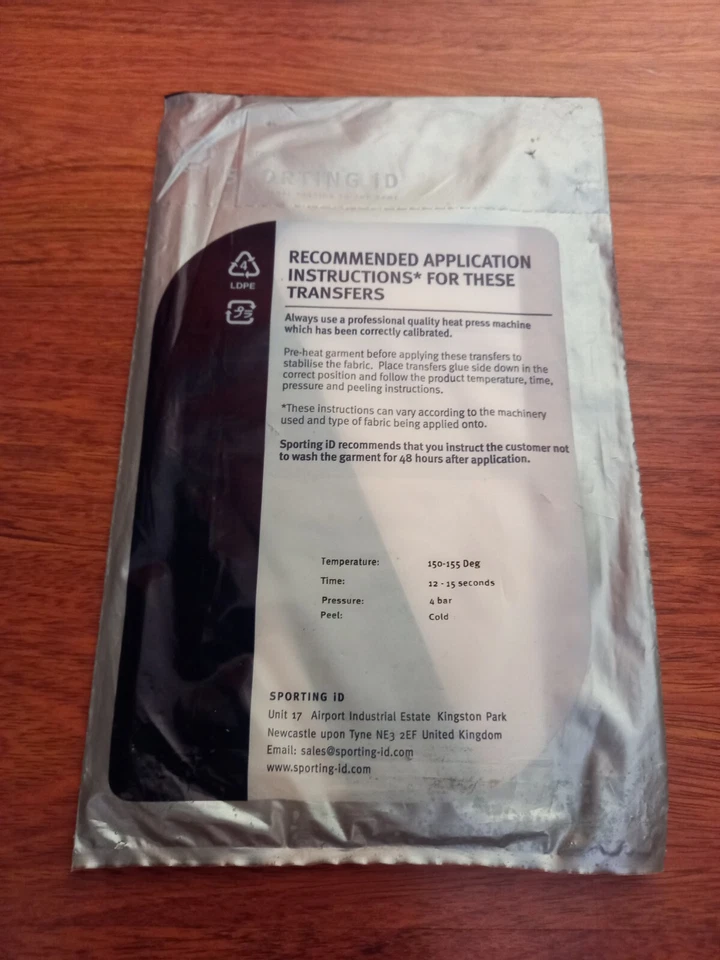 SPORTING iD
4
LDPE
RECOMMENDED APPLICATION
INSTRUCTIONS* FOR THESE
TRANSFERS
Always use a professional quality heat press machine
which has been correctly calibrated.
Pre-heat garment before applying these transfers to
stabilise the fabric. Place transfers glue side down in the
correct position and follow the product temperature, time,
pressure and peeling instructions.
*These instructions can vary according to the machinery
used and type of fabric being applied onto.
Sporting iD recommends that you instruct the customer not
to wash the garment for 48 hours after application.
Temperature: 150-155 Deg
Time: 12 - 15 seconds
Pressure: 4 bar
Peel: Cold
SPORTING iD
Unit 17 Airport Industrial Estate Kingston Park
Newcastle upon Tyne NE3 2EF United Kingdom
Email: sales@sporting-id.com
www.sporting-id.com